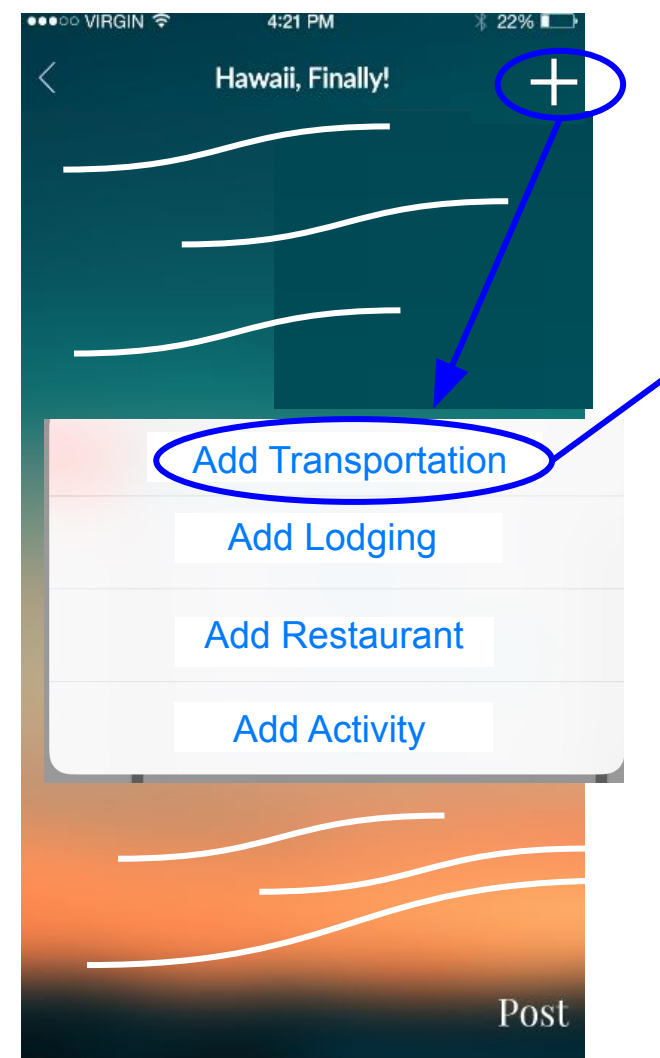 VIRGIN 4:21 PM 22%
Hawaii, Finally!
Add Transportation
Add Lodging
Add Restaurant
Add Activity
Post